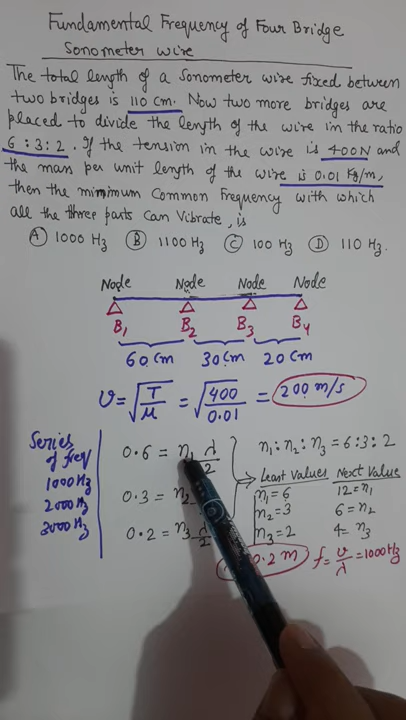 Fundamental Frequency of Four Bridge
Sonometer wire
The total length of a Sonometer wire fixed between
two bridges is 110 cm. Now two more bridges are
placed to divide the length of the wire in the ratio
6 : 3 : 2. If the tension in the wire is 400N and
the mass per unit length of the wire is 0.01 Kg/m,
then the minimum Common Frequency with which
all the three parts Can Vibrate, is
(A) 1000 Hz (B) 1100 Hz (C) 100 Hz (D) 110 Hz.
Node Node Node Node
B1 B2 B3 B4
60 cm 30 cm 20 cm
v = √(T/μ) = √(400/0.01) = 200 m/s
Series
of freq
1000 Hz
2000 Hz
3000 Hz
0.6 = n1 λ/2
0.3 = n2
0.2 = n3 λ/2
n1 : n2 : n3 = 6 : 3 : 2
Least Values Next Value
n1 = 6 12 = n1
n2 = 3 6 = n2
n3 = 2 4 = n3
0.2 m f = v/λ = 1000 Hz